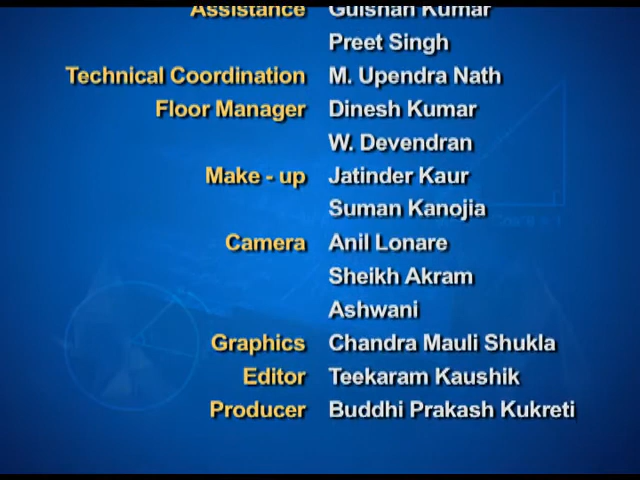 Assistance Gulshan Kumar
Preet Singh
Technical Coordination M. Upendra Nath
Floor Manager Dinesh Kumar
W. Devendran
Make - up Jatinder Kaur
Suman Kanojia
Camera Anil Lonare
Sheikh Akram
Ashwani
Graphics Chandra Mauli Shukla
Editor Teekaram Kaushik
Producer Buddhi Prakash Kukreti